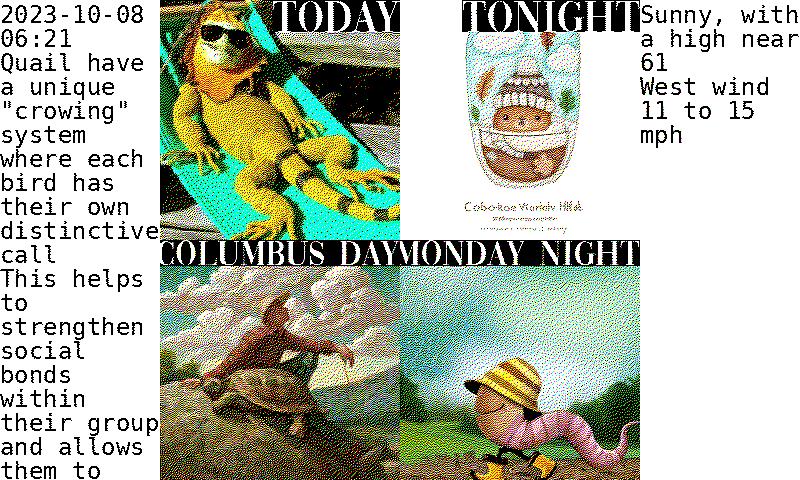 2023-10-08
06:21
Quail have
a unique
"crowing"
system
where each
bird has
their own
distinctive
call
This helps
to
strengthen
social
bonds
within
their group
and allows
them to
TODAY
TONIGHT
COLUMBUS DAY
MONDAY NIGHT
Sunny, with
a high near
61
West wind
11 to 15
mph